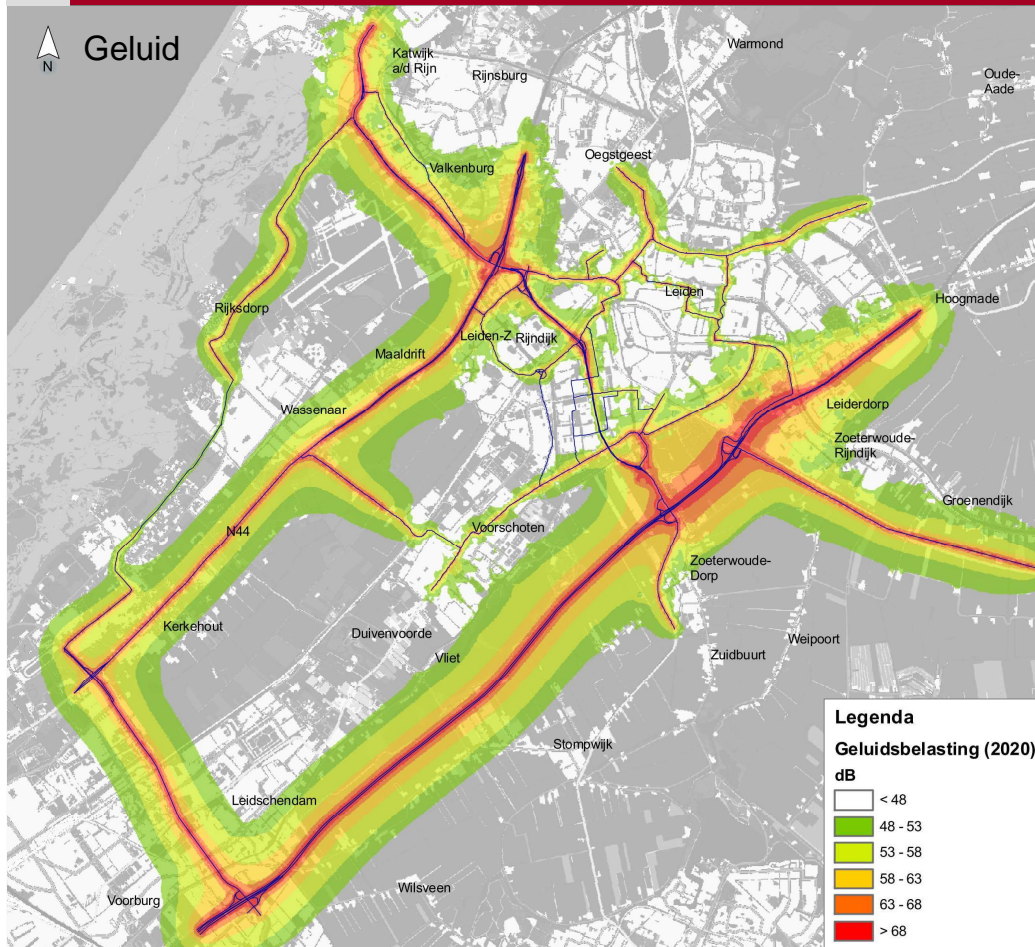 Geluid
N
Katwijk
a/d Rijn
Rijnsburg
Warmond
Oude-
Aade
Valkenburg
Oegstgeest
Rijksdorp
Leiden
Hoogmade
Maaldrift
Leiden-Z
Rijndijk
Wassenaar
Leiderdorp
Zoeterwoude-
Rijndijk
Groenendijk
N44
Voorschoten
Zoeterwoude-
Dorp
Kerkehout
Duivenvoorde
Vliet
Zuidbuurt
Weipoort
Stompwijk
Leidschendam
Voorburg
Wilsveen
Legenda
Geluidsbelasting (2020)
dB
< 48
48 - 53
53 - 58
58 - 63
63 - 68
> 68